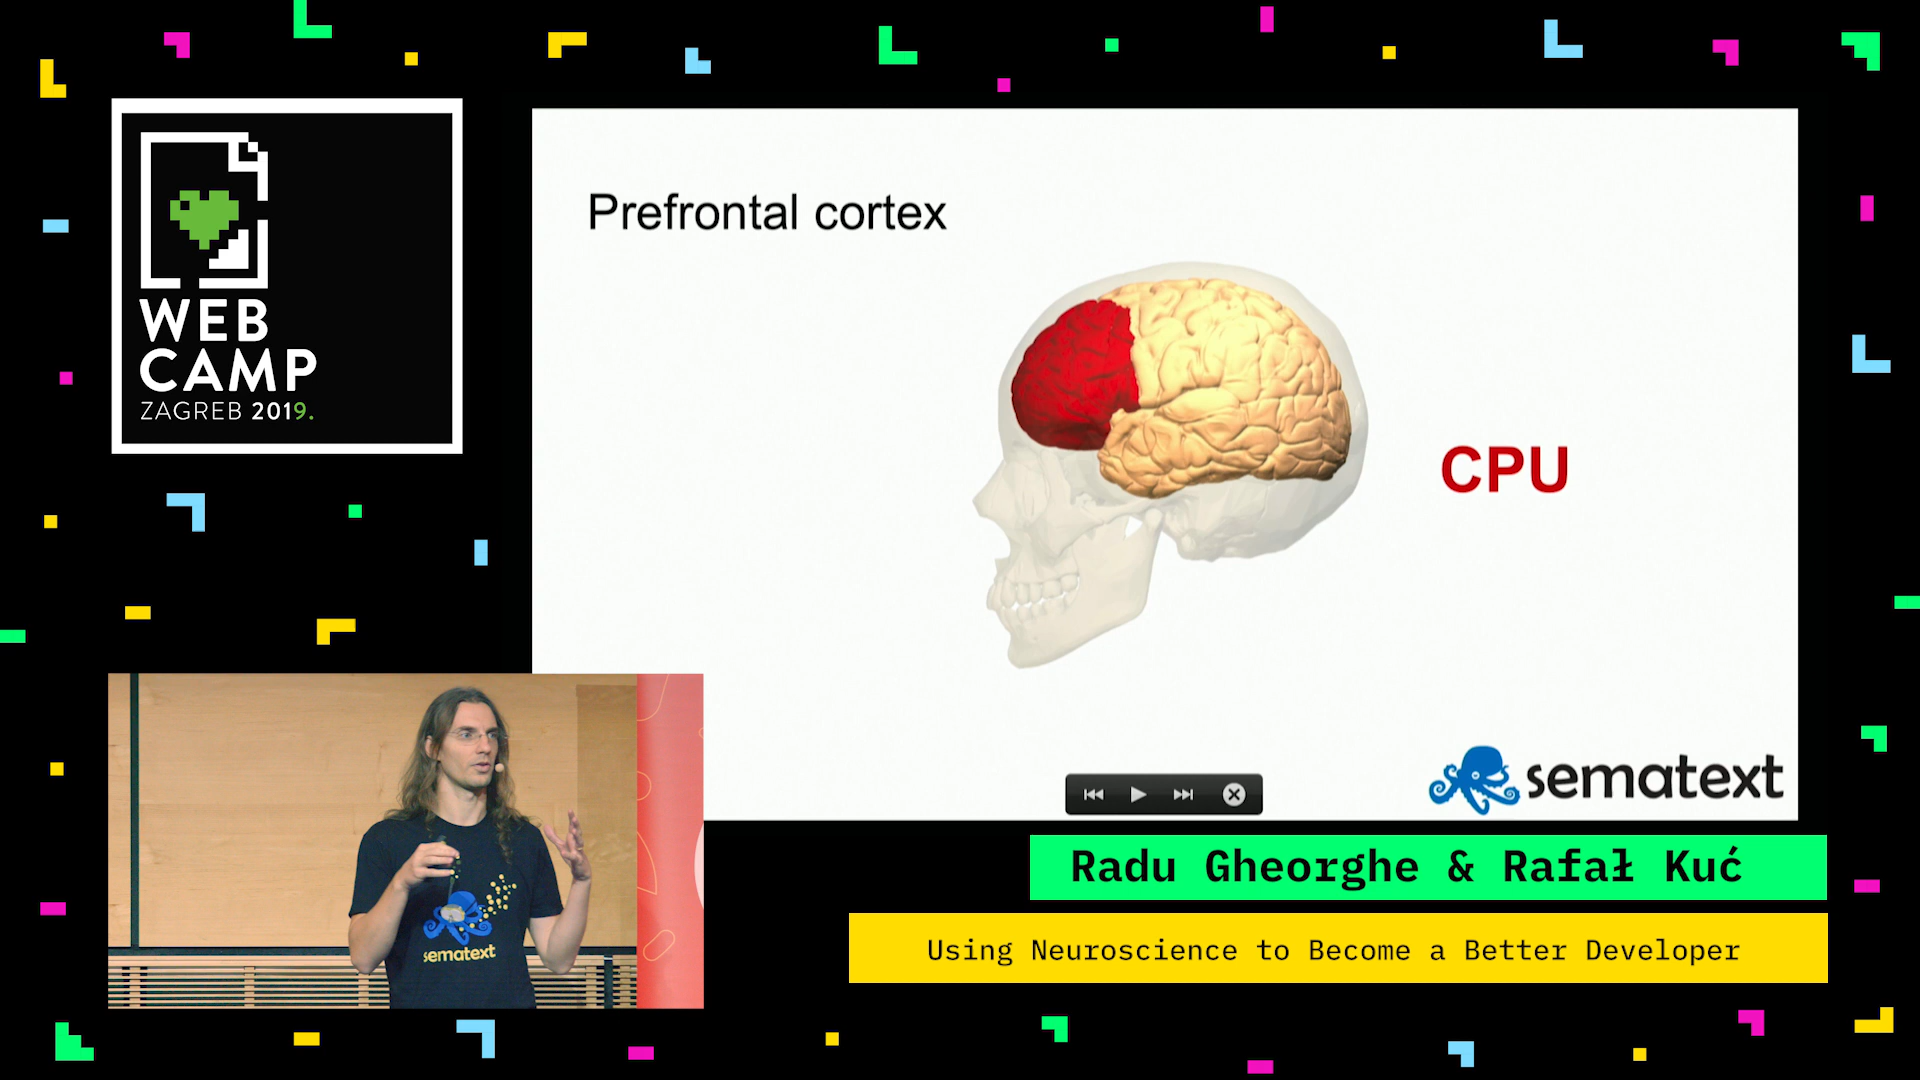 WEB
CAMP
ZAGREB 2019.
Prefrontal cortex
CPU
sematext
sematext
Radu Gheorghe & Rafał Kuć
Using Neuroscience to Become a Better Developer